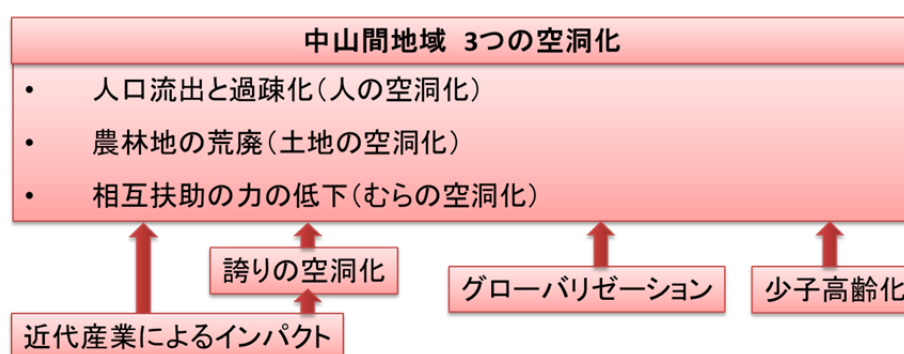 中山間地域 3つの空洞化
• 人口流出と過疎化(人の空洞化)
• 農林地の荒廃(土地の空洞化)
• 相互扶助の力の低下(むらの空洞化)
誇りの空洞化
グローバリゼーション
少子高齢化
近代産業によるインパクト